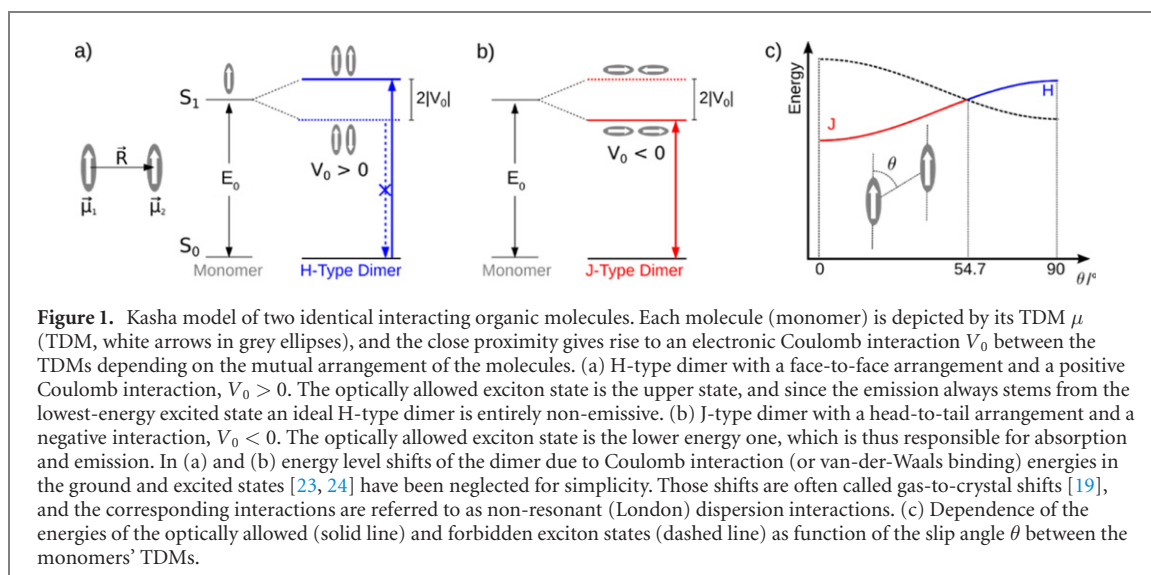 a)
b)
c)
S₁
2|V₀|
R⃗
μ⃗₁
μ⃗₂
E₀
V₀ > 0
S₀
Monomer
H-Type Dimer
2|V₀|
E₀
V₀ < 0
Monomer
J-Type Dimer
Energy
J
H
θ
0
54.7
90
θ/°
Figure 1. Kasha model of two identical interacting organic molecules. Each molecule (monomer) is depicted by its TDM μ
(TDM, white arrows in grey ellipses), and the close proximity gives rise to an electronic Coulomb interaction V₀ between the
TDMs depending on the mutual arrangement of the molecules. (a) H-type dimer with a face-to-face arrangement and a positive
Coulomb interaction, V₀ > 0. The optically allowed exciton state is the upper state, and since the emission always stems from the
lowest-energy excited state an ideal H-type dimer is entirely non-emissive. (b) J-type dimer with a head-to-tail arrangement and a
negative interaction, V₀ < 0. The optically allowed exciton state is the lower energy one, which is thus responsible for absorption
and emission. In (a) and (b) energy level shifts of the dimer due to Coulomb interaction (or van-der-Waals binding) energies in
the ground and excited states [23, 24] have been neglected for simplicity. Those shifts are often called gas-to-crystal shifts [19],
and the corresponding interactions are referred to as non-resonant (London) dispersion interactions. (c) Dependence of the
energies of the optically allowed (solid line) and forbidden exciton states (dashed line) as function of the slip angle θ between the
monomers' TDMs.